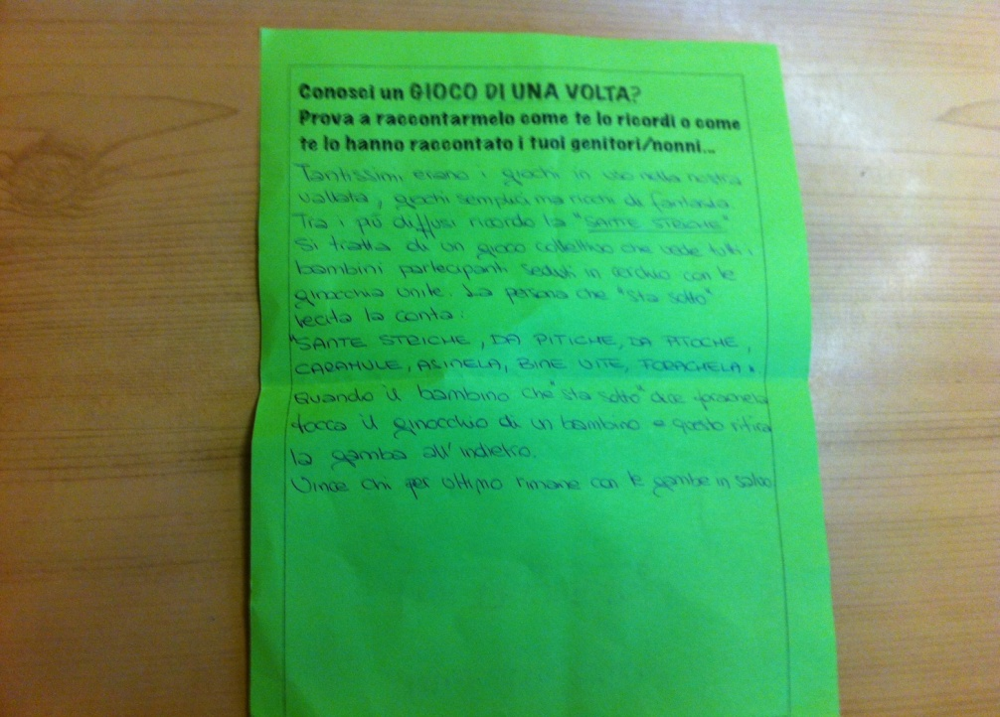 Conosci un GIOCO DI UNA VOLTA?
Prova a raccontarmelo come te lo ricordi o come
te lo hanno raccontato i tuoi genitori/nonni...
Tantissimi erano i giochi in uso nella nostra
vallata, giochi semplici ma ricchi di fantasia.
Tra i più diffusi ricordo la "SANTE STRICHE"
Si tratta di un gioco collettivo che vede tutti i
bambini partecipanti seduti in cerchio con le
ginocchia unite. La persona che "sta sotto"
recita la conta:
"SANTE STRICHE, DA PITICHE, DA PITOCHE,
CARAMULE, ASINELA, BINE VITE, FORACHELA"
Quando il bambino che "sta sotto" dice forachela
tocca il ginocchio di un bambino e questo ritira
la gamba all'indietro.
Vince chi per ultimo rimane con le gambe in salvo